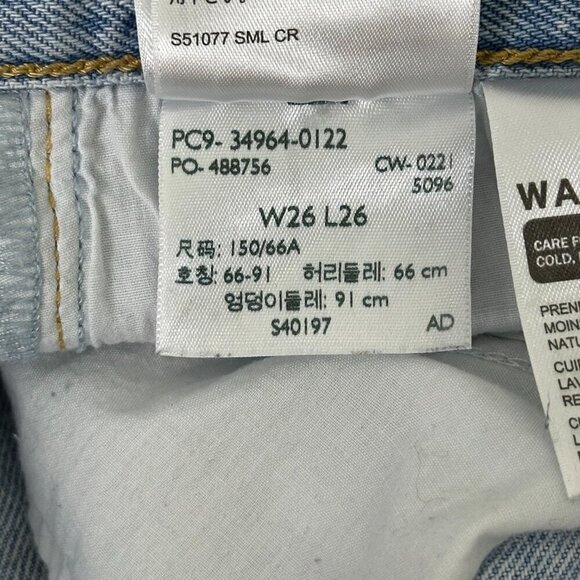 S51077 SML CR
PC9- 34964-0122
PO- 488756
CW- 0221
5096
W26 L26
尺码: 150/66A
호칭: 66-91 허리둘레: 66 cm
엉덩이둘레: 91 cm
S40197 AD
WA
CARE F
COLD,
PREN
MOIN
NATU
CUI
LAV
RE